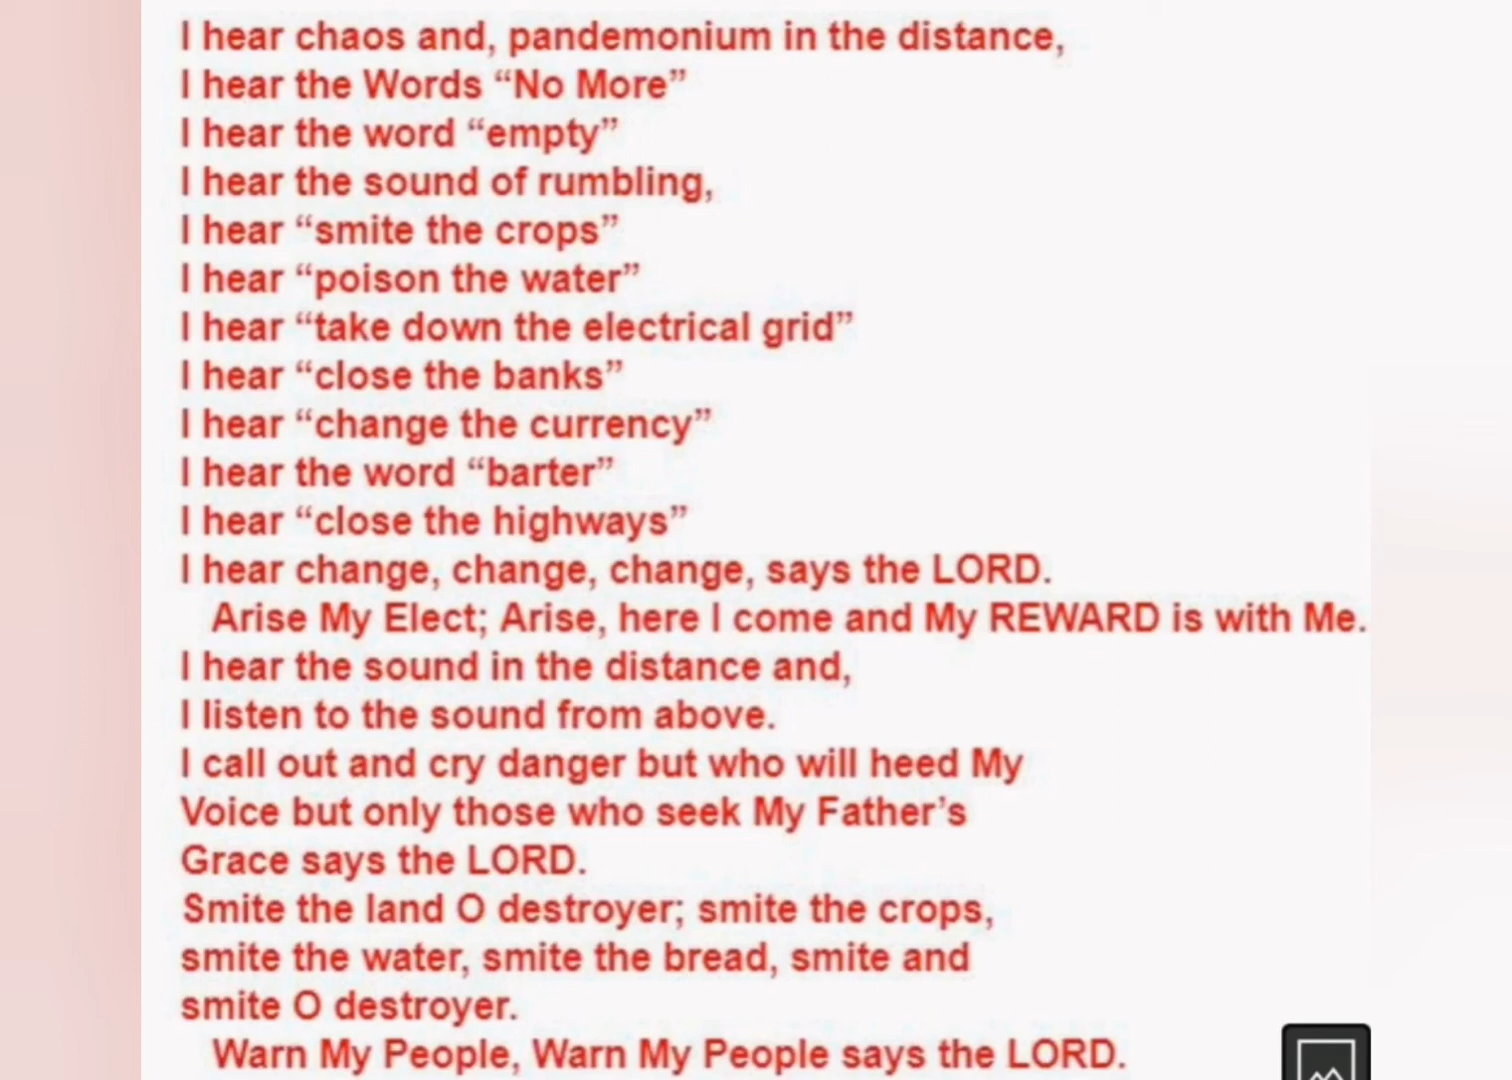 I hear chaos and, pandemonium in the distance,
I hear the Words “No More”
I hear the word “empty”
I hear the sound of rumbling,
I hear “smite the crops”
I hear “poison the water”
I hear “take down the electrical grid”
I hear “close the banks”
I hear “change the currency”
I hear the word “barter”
I hear “close the highways”
I hear change, change, change, says the LORD.
Arise My Elect; Arise, here I come and My REWARD is with Me.
I hear the sound in the distance and,
I listen to the sound from above.
I call out and cry danger but who will heed My
Voice but only those who seek My Father’s
Grace says the LORD.
Smite the land O destroyer; smite the crops,
smite the water, smite the bread, smite and
smite O destroyer.
Warn My People, Warn My People says the LORD.